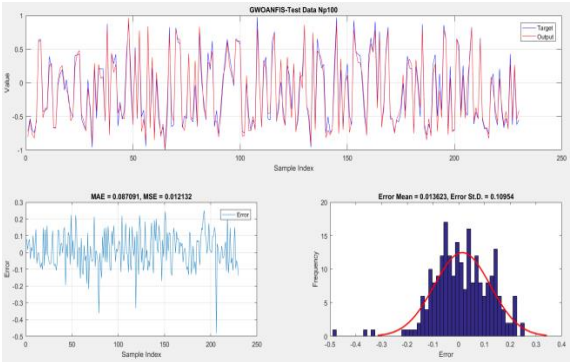 GWOANFIS-Test Data Np100
Target
Output
Value
1
0.5
0
-0.5
-1
0 50 100 150 200 250
Sample Index
MAE = 0.087091, MSE = 0.012132
Error
Error
0.3
0.2
0.1
0
-0.1
-0.2
-0.3
-0.4
-0.5
0 50 100 150 200 250
Sample Index
Error Mean = 0.013623, Error St.D. = 0.10954
Frequency
20
15
10
5
0
-0.5 -0.4 -0.3 -0.2 -0.1 0 0.1 0.2 0.3 0.4
Error